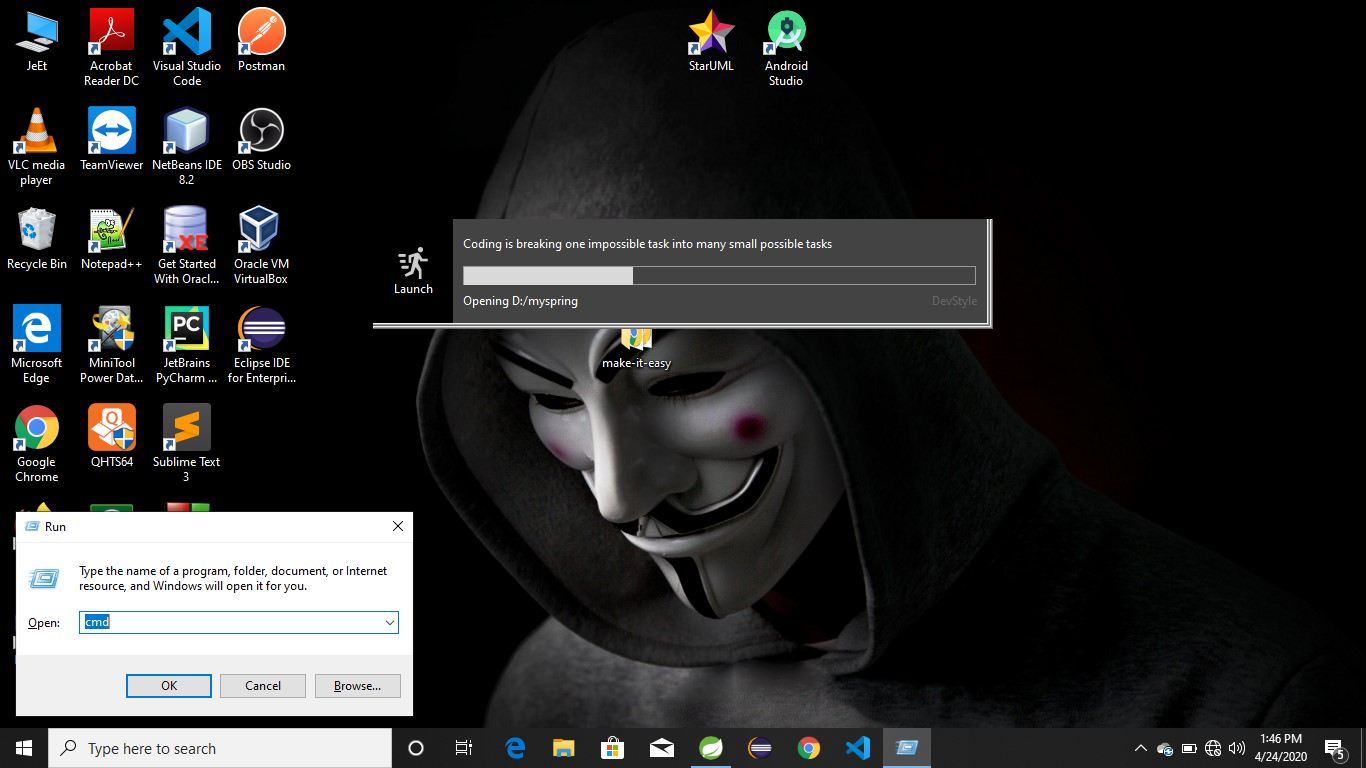 JeEt
Acrobat
Reader DC
Visual Studio
Code
Postman
StarUML
Android
Studio
VLC media
player
TeamViewer
NetBeans IDE
8.2
OBS Studio
Recycle Bin
Notepad++
XE
Get Started
With Oracl...
Oracle VM
VirtualBox
Coding is breaking one impossible task into many small possible tasks
Launch
Opening D:/myspring
DevStyle
Microsoft
Edge
MiniTool
Power Dat...
PC
JetBrains
PyCharm ...
Eclipse IDE
for Enterpri...
make-it-easy
Google
Chrome
QHTS64
Sublime Text
3
Run
Type the name of a program, folder, document, or Internet
resource, and Windows will open it for you.
Open:
cmd
OK
Cancel
Browse...
Type here to search
1:46 PM
4/24/2020
5